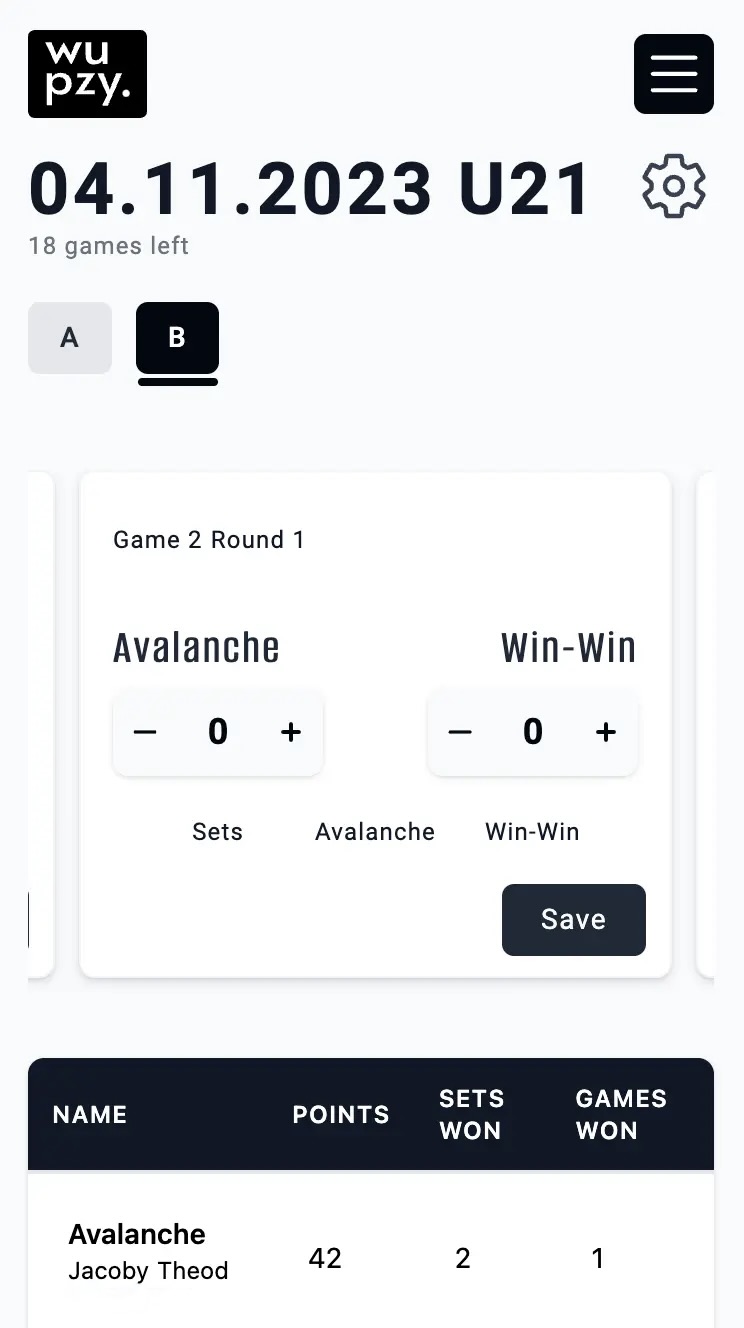 wu
pzy.
04.11.2023 U21
18 games left
A B
Game 2 Round 1
Avalanche Win-Win
— 0 + — 0 +
Sets Avalanche Win-Win
Save
NAME POINTS SETS WON GAMES WON
Avalanche
Jacoby Theod 42 2 1